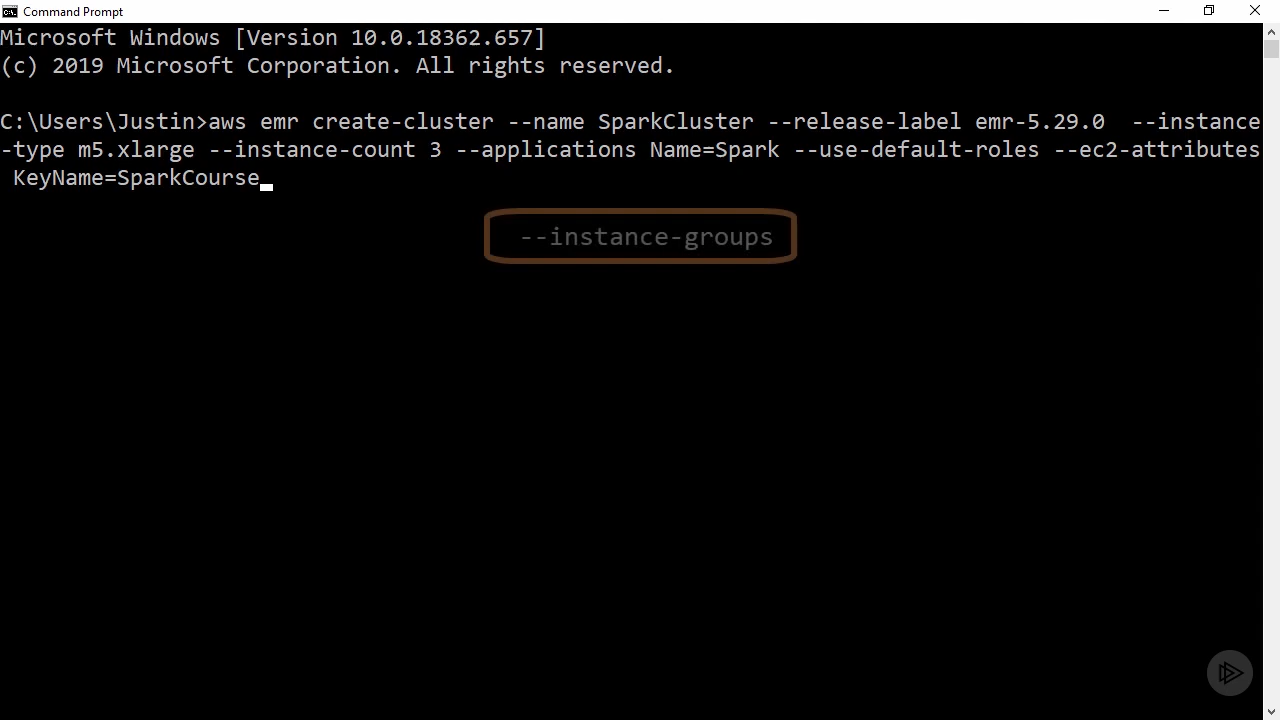 Command Prompt
Microsoft Windows [Version 10.0.18362.657]
(c) 2019 Microsoft Corporation. All rights reserved.
C:\Users\Justin>aws emr create-cluster --name SparkCluster --release-label emr-5.29.0  --instance
-type m5.xlarge --instance-count 3 --applications Name=Spark --use-default-roles --ec2-attributes
KeyName=SparkCourse
--instance-groups